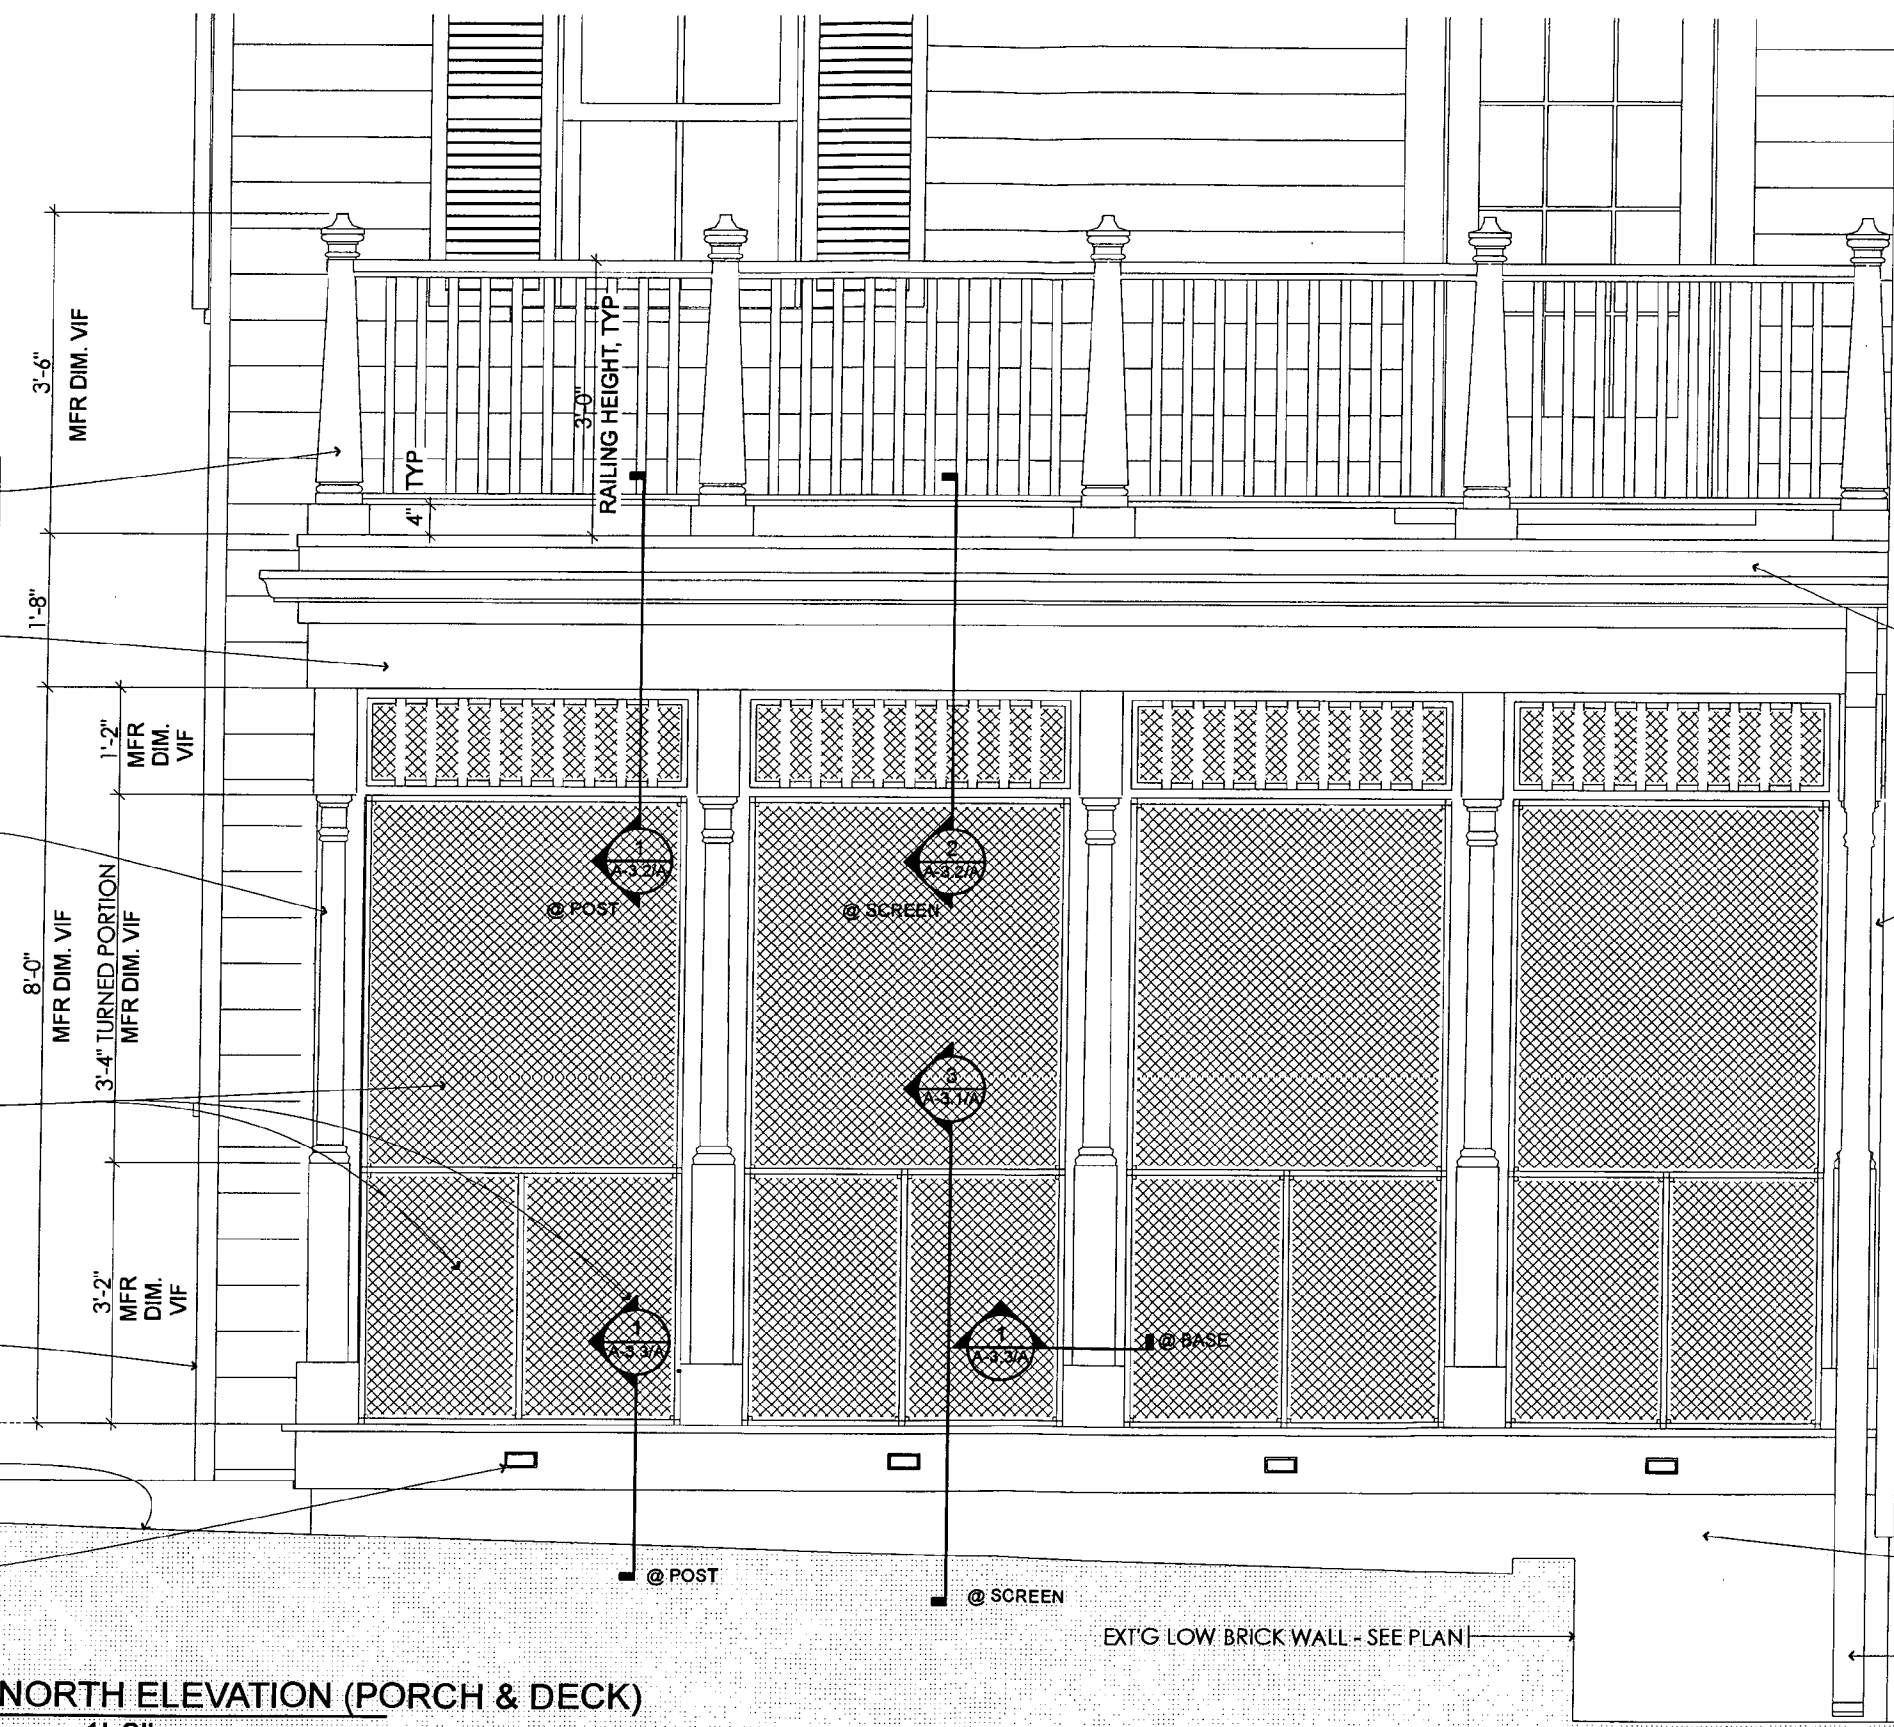 3'-6"
MFR DIM. VIF
3'-0"
RAILING HEIGHT, TYP
4" TYP
1'-8"
1'-2"
MFR
DIM.
VIF
8'-0"
MFR DIM. VIF
3'-4" TURNED PORTION
MFR DIM. VIF
3'-2"
MFR
DIM.
VIF
1
A-3.2/A
@ POST
2
A-3.2/A
@ SCREEN
3
A-3.1/A
1
A-3.3/A
1
A-3.3/A
@ BASE
@ POST
@ SCREEN
EXT'G LOW BRICK WALL - SEE PLAN
NORTH ELEVATION (PORCH & DECK)